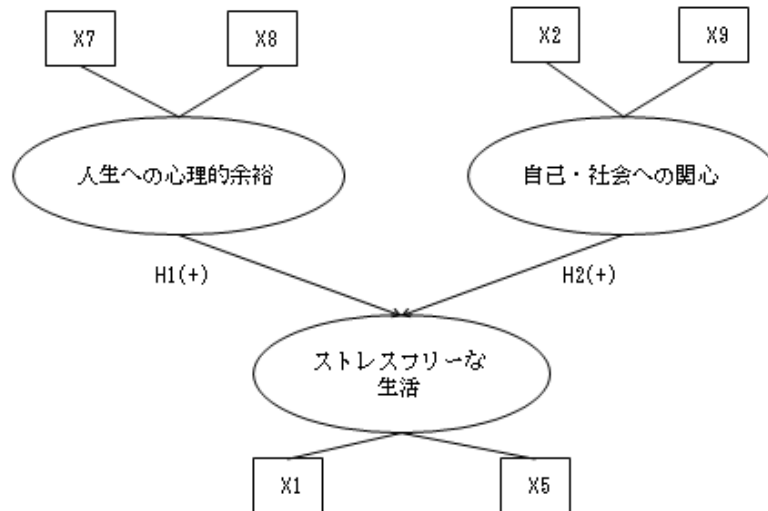 X7
X8
X2
X9
人生への心理的余裕
自己・社会への関心
H1(+)
H2(+)
ストレスフリーな
生活
X1
X5